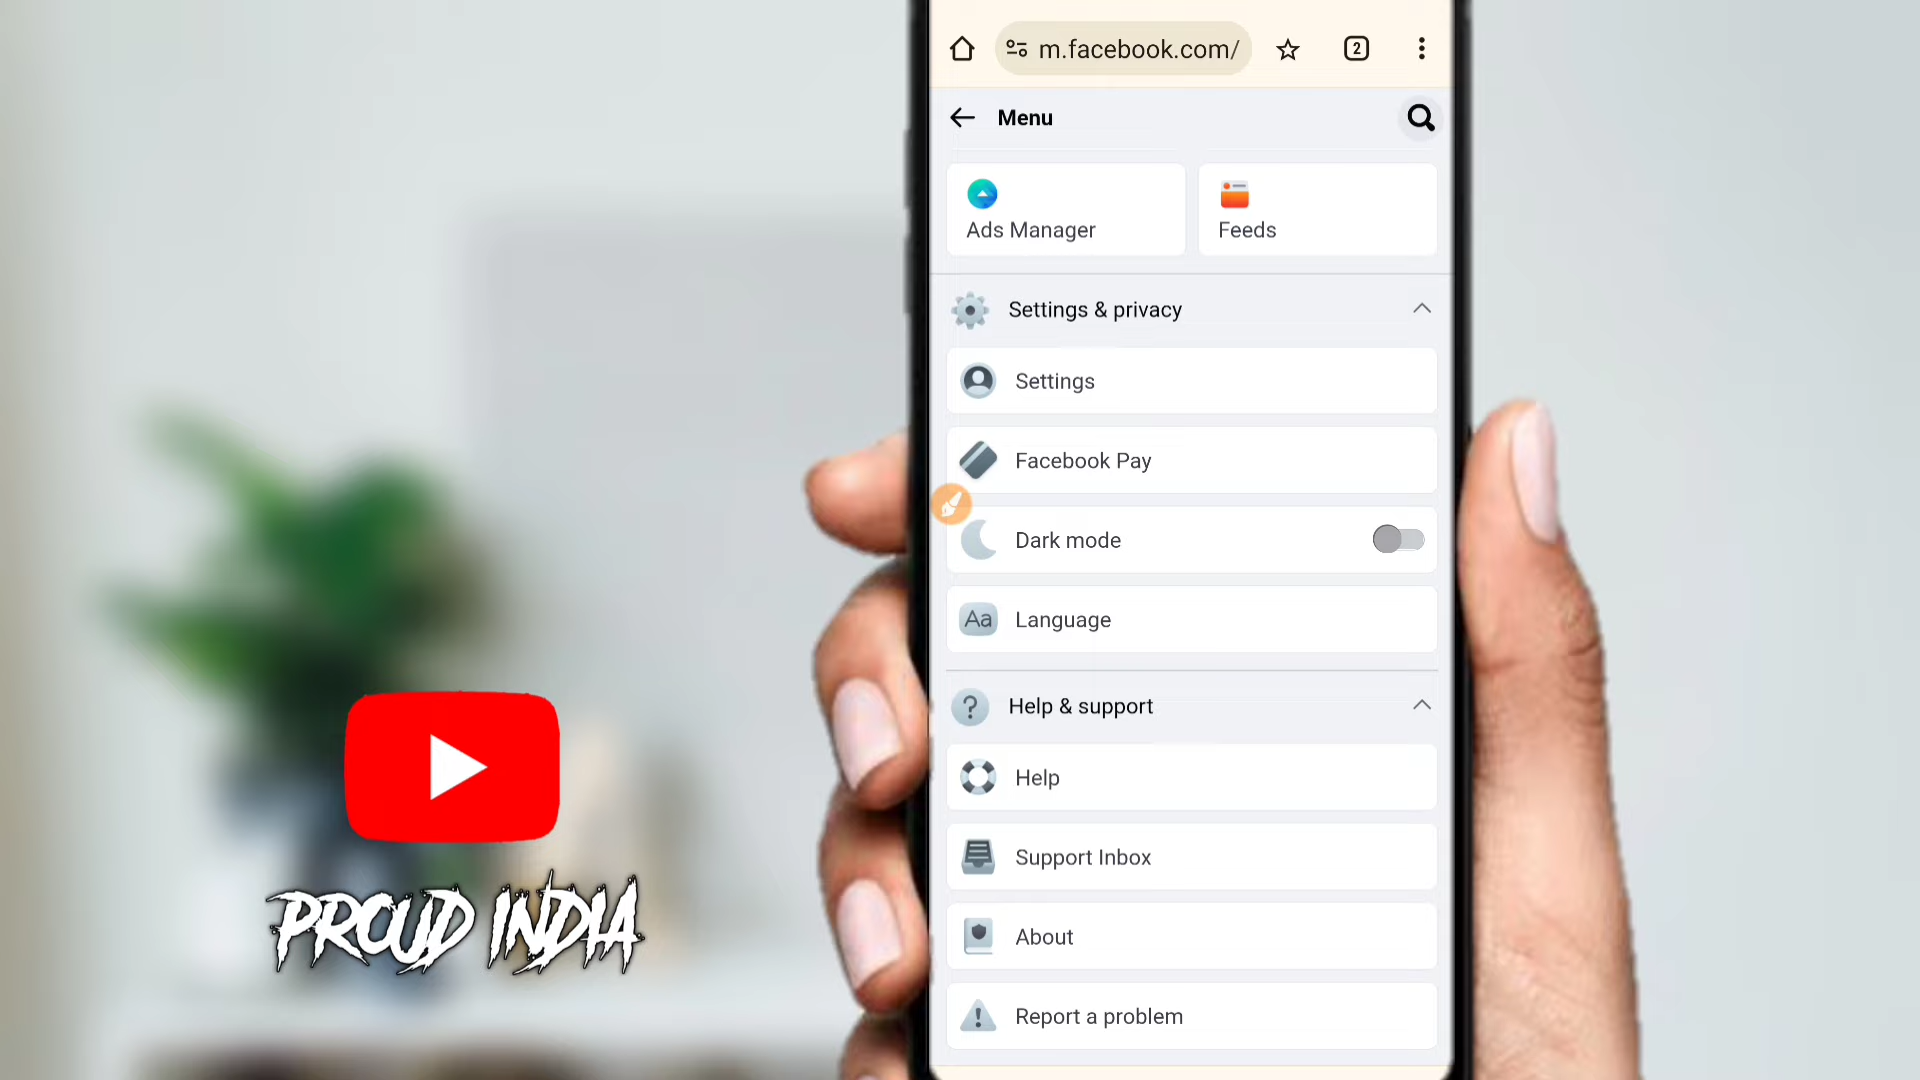 2
m.facebook.com/
Menu
Ads Manager
Feeds
Settings & privacy
Settings
Facebook Pay
Dark mode
Aa
Language
?
Help & support
Help
Support Inbox
About
!
Report a problem
PROUD INDIA